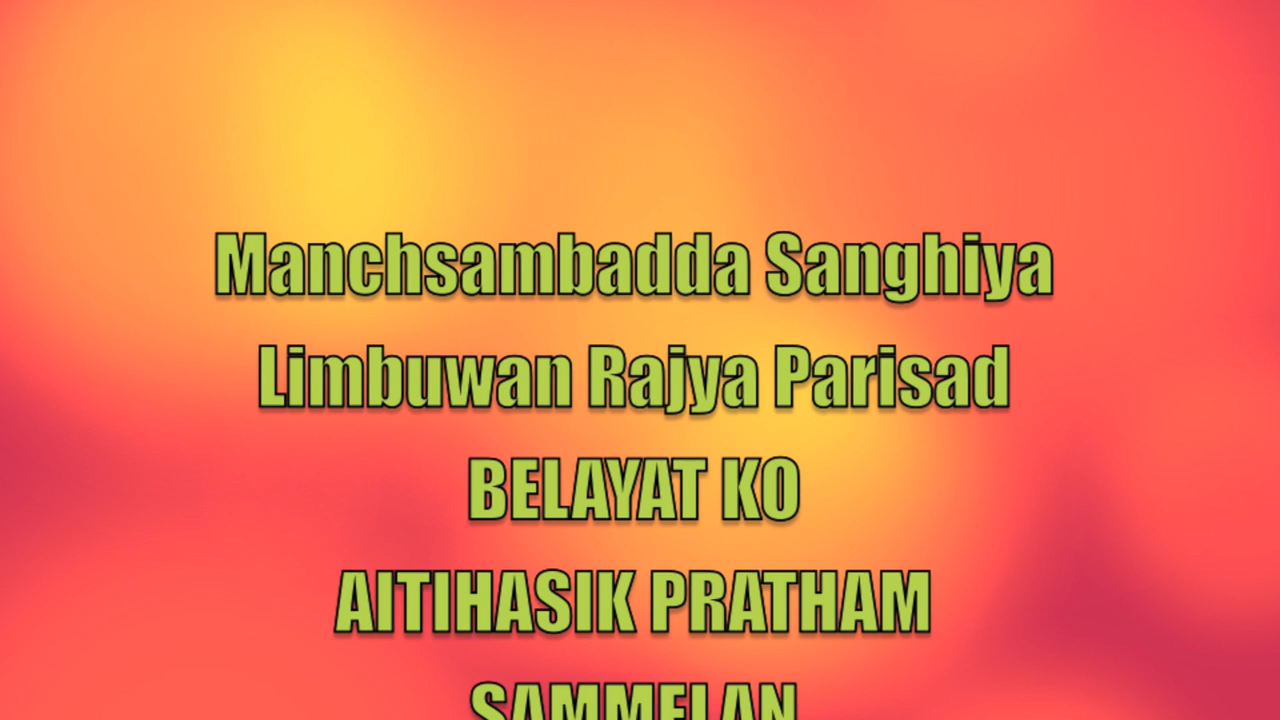 Manchsambadda Sanghiya
Limbuwan Rajya Parisad
BELAYAT KO
AITIHASIK PRATHAM
SAMMELAN